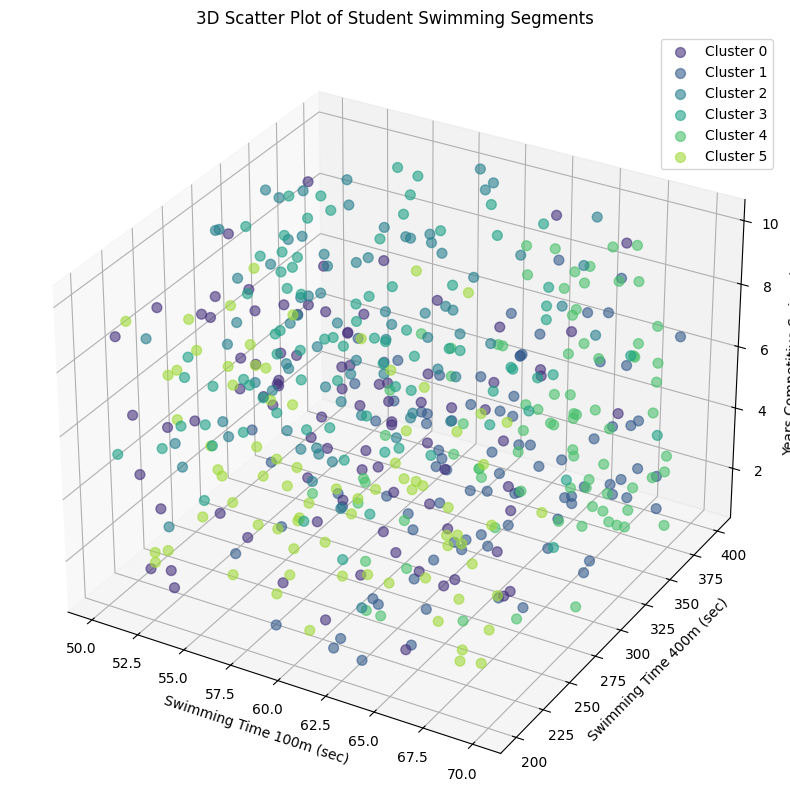 3D Scatter Plot of Student Swimming Segments
Cluster 0
Cluster 1
Cluster 2
Cluster 3
Cluster 4
Cluster 5
10
8
6
4
2
Years Competitive
400
375
350
325
300
275
250
225
200
Swimming Time 400m (sec)
50.0
52.5
55.0
57.5
60.0
62.5
65.0
67.5
70.0
Swimming Time 100m (sec)